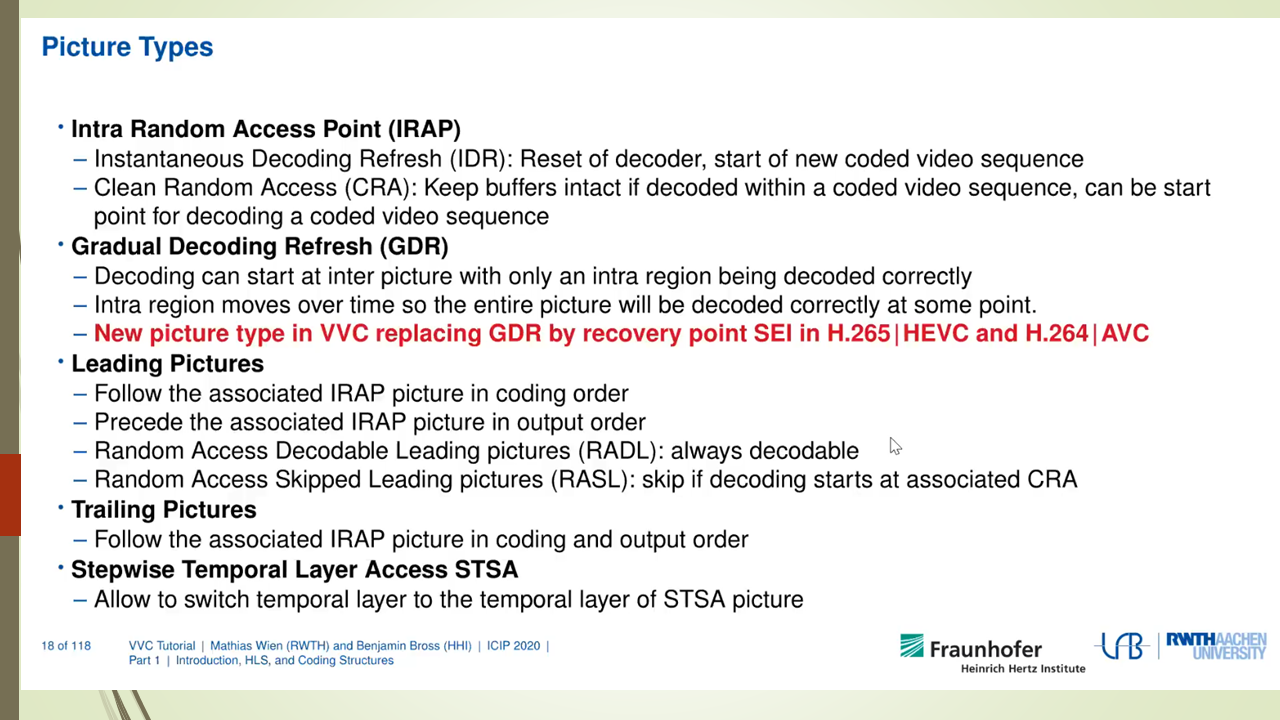 Picture Types
• Intra Random Access Point (IRAP)
– Instantaneous Decoding Refresh (IDR): Reset of decoder, start of new coded video sequence
– Clean Random Access (CRA): Keep buffers intact if decoded within a coded video sequence, can be start
point for decoding a coded video sequence
• Gradual Decoding Refresh (GDR)
– Decoding can start at inter picture with only an intra region being decoded correctly
– Intra region moves over time so the entire picture will be decoded correctly at some point.
– New picture type in VVC replacing GDR by recovery point SEI in H.265|HEVC and H.264|AVC
• Leading Pictures
– Follow the associated IRAP picture in coding order
– Precede the associated IRAP picture in output order
– Random Access Decodable Leading pictures (RADL): always decodable
– Random Access Skipped Leading pictures (RASL): skip if decoding starts at associated CRA
• Trailing Pictures
– Follow the associated IRAP picture in coding and output order
• Stepwise Temporal Layer Access STSA
– Allow to switch temporal layer to the temporal layer of STSA picture
18 of 118
VVC Tutorial | Mathias Wien (RWTH) and Benjamin Bross (HHI) | ICIP 2020 |
Part 1 | Introduction, HLS, and Coding Structures
Fraunhofer
Heinrich Hertz Institute
RWTHAACHEN
UNIVERSITY